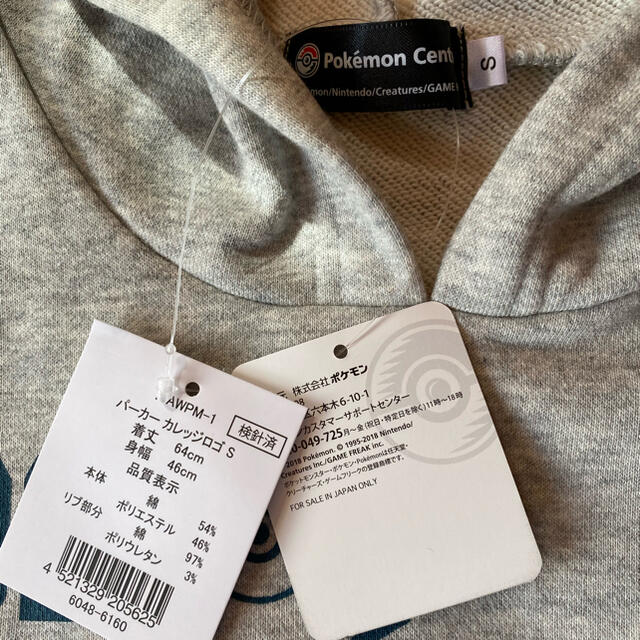 Pokémon Cent
mon/Nintendo/Creatures/GAME
S
AWPM-1
パーカー カレッジロゴ S
検針済
着丈 64cm
身幅 46cm
品質表示
本体 綿 54%
ポリエステル 46%
リブ部分 綿 97%
ポリウレタン 3%
4 521329 205625
6048-6160
株式会社ポケモン
六本木6-10-1
カスタマーサポートセンター
0-049-725 月～金(祝日・特定日を除く)11時～18時
2018 Pokémon. © 1995-2018 Nintendo/
Creatures Inc./GAME FREAK inc.
ポケットモンスター・ポケモン・Pokémonは任天堂・
クリーチャーズ・ゲームフリークの登録商標です。
FOR SALE IN JAPAN ONLY